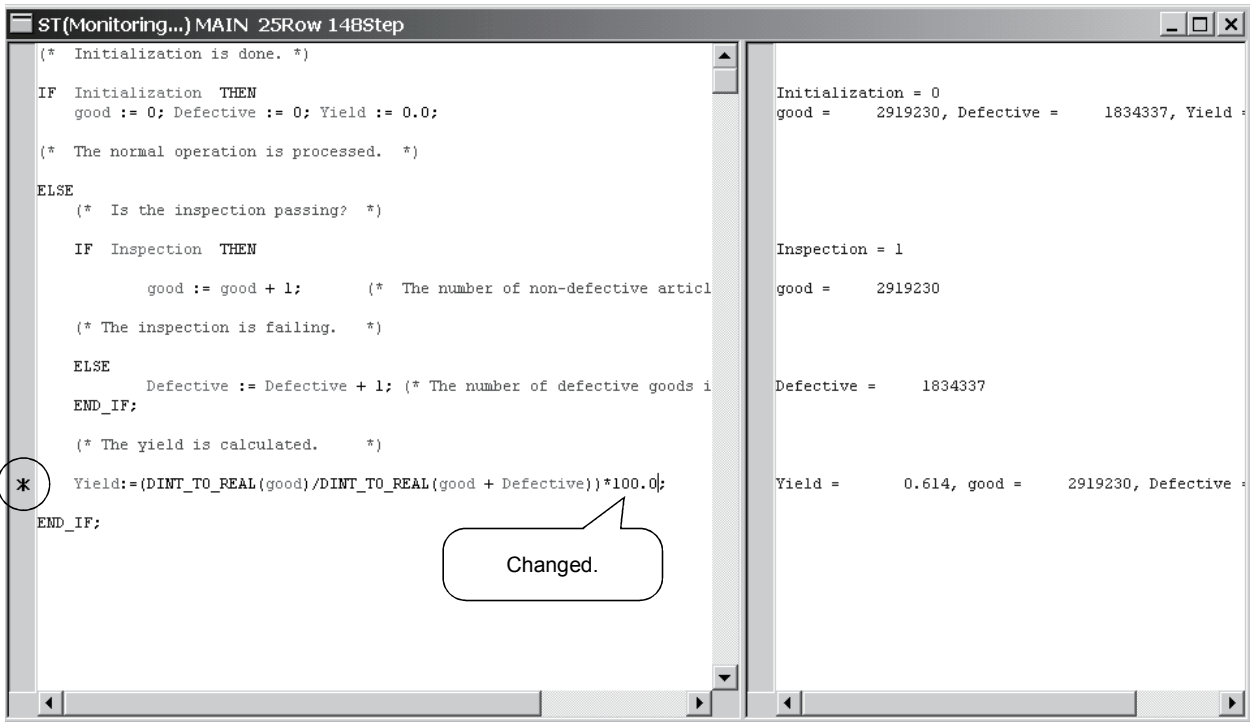 ST(Monitoring...) MAIN 25Row 148Step
(* Initialization is done. *)
IF Initialization THEN
good := 0; Defective := 0; Yield := 0.0;
(* The normal operation is processed. *)
ELSE
(* Is the inspection passing? *)
IF Inspection THEN
good := good + 1; (* The number of non-defective articl
(* The inspection is failing. *)
ELSE
Defective := Defective + 1; (* The number of defective goods i
END_IF;
(* The yield is calculated. *)
* Yield:=(DINT_TO_REAL(good)/DINT_TO_REAL(good + Defective))*100.0;
END_IF;
Changed.
Initialization = 0
good = 2919230, Defective = 1834337, Yield =
Inspection = 1
good = 2919230
Defective = 1834337
Yield = 0.614, good = 2919230, Defective =